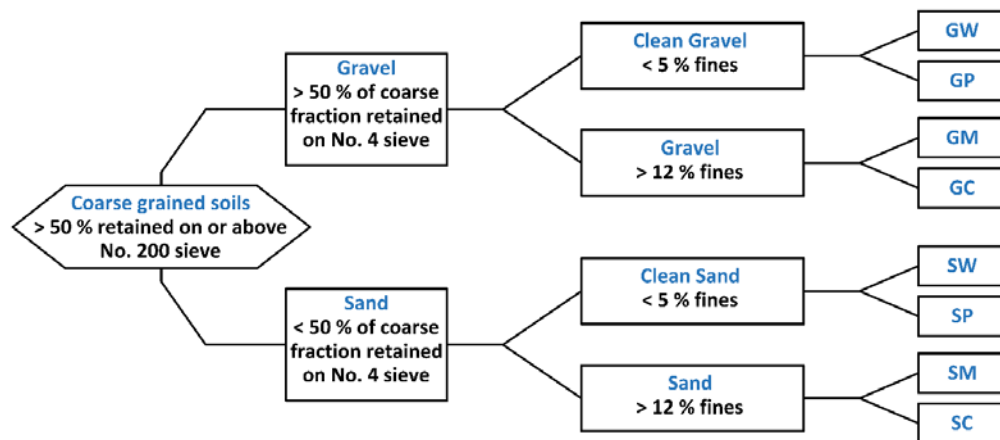 Coarse grained soils
> 50 % retained on or above
No. 200 sieve
Gravel
> 50 % of coarse
fraction retained
on No. 4 sieve
Clean Gravel
< 5 % fines
GW
GP
Gravel
> 12 % fines
GM
GC
Sand
< 50 % of coarse
fraction retained
on No. 4 sieve
Clean Sand
< 5 % fines
SW
SP
Sand
> 12 % fines
SM
SC